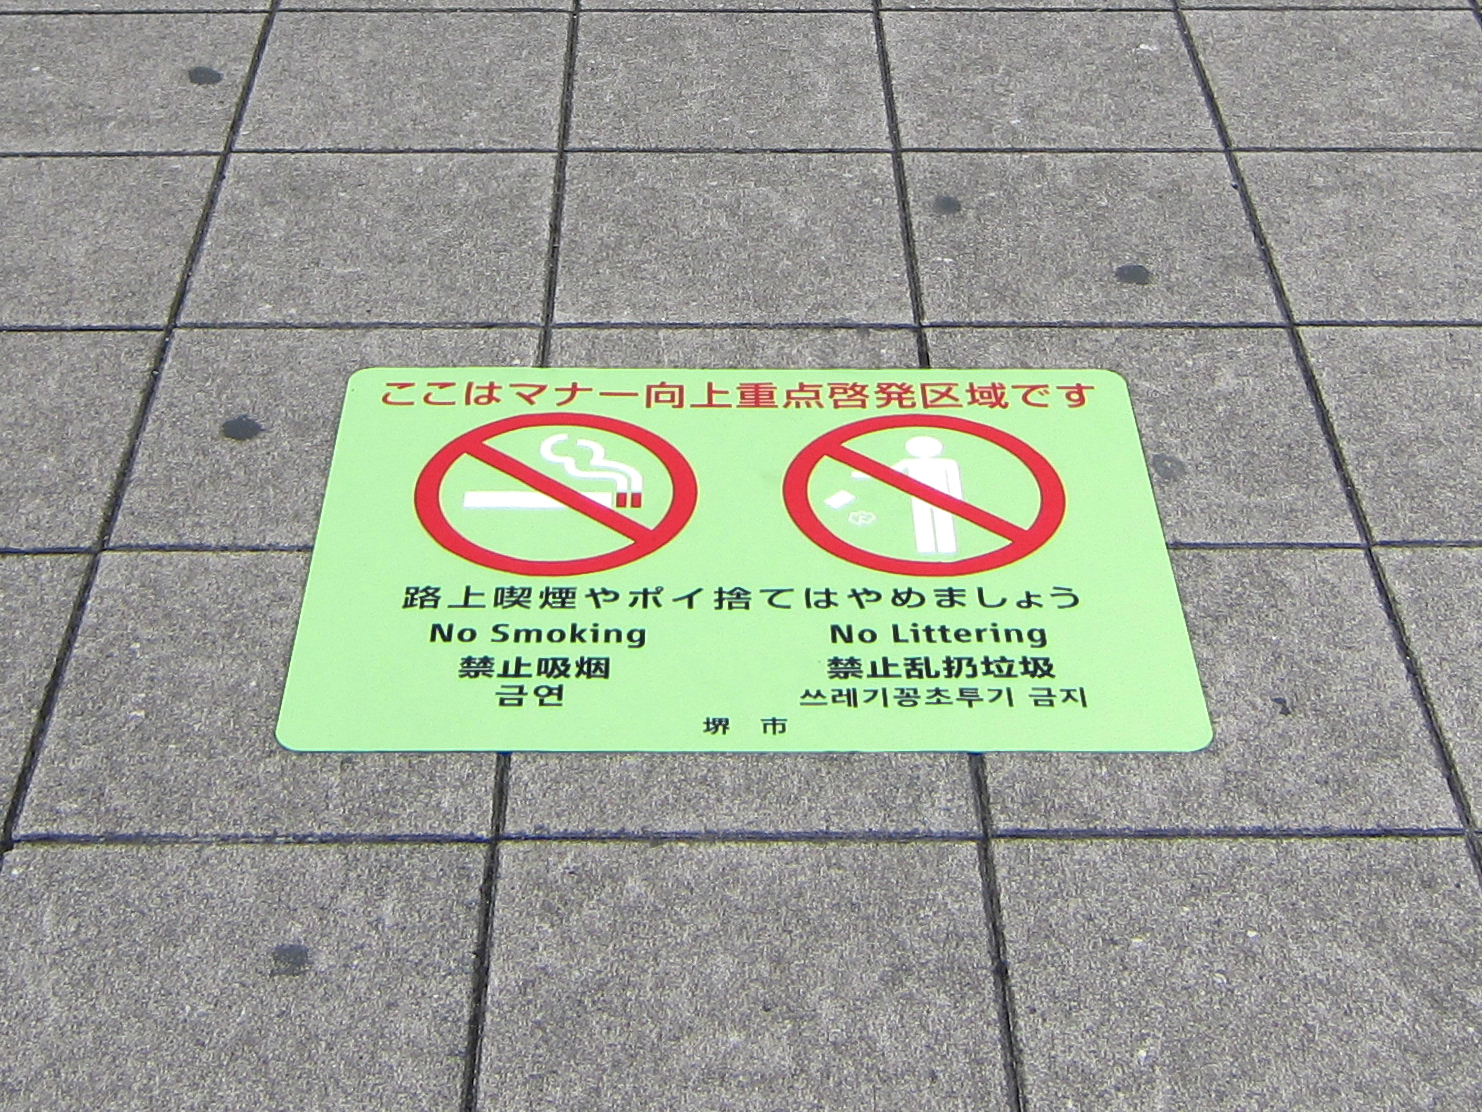 ここはマナー向上重点啓発区域です
路上喫煙やポイ捨てはやめましょう
No Smoking
No Littering
禁止吸烟
禁止乱扔垃圾
금연
쓰레기꽁초투기 금지
堺 市